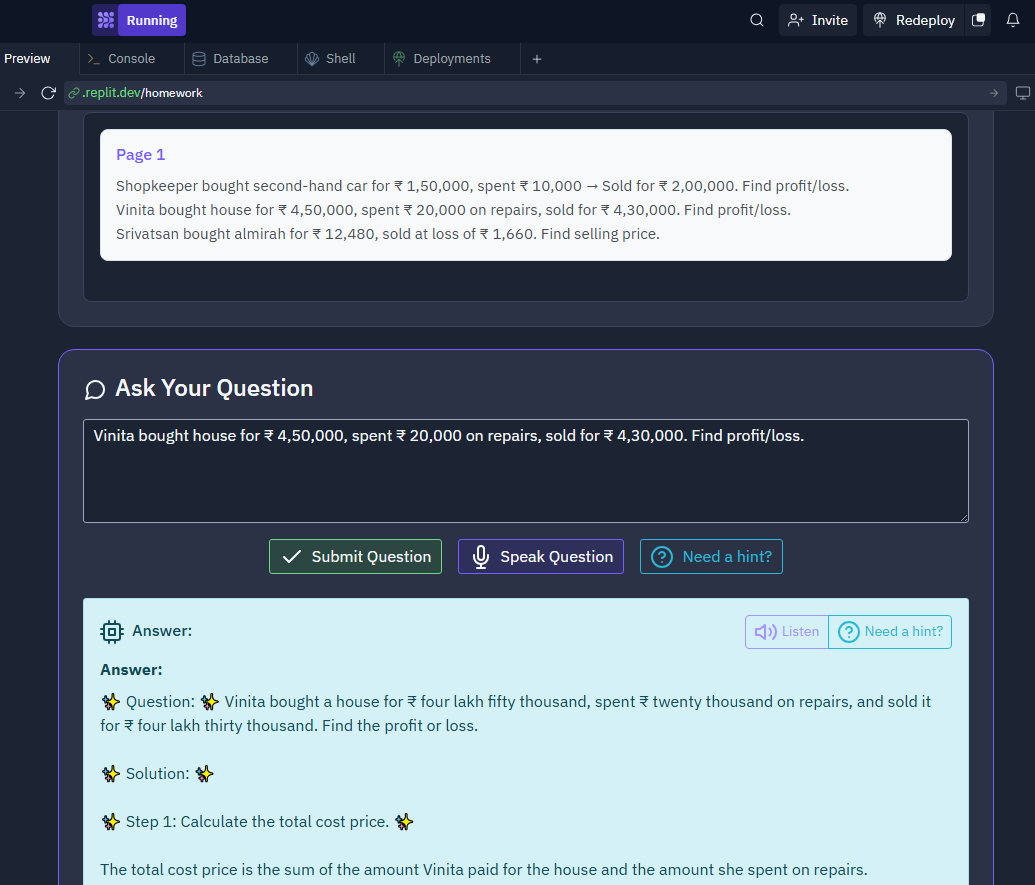 Running
Invite
Redeploy
Preview
Console
Database
Shell
Deployments
.replit.dev/homework
Page 1
Shopkeeper bought second-hand car for ₹ 1,50,000, spent ₹ 10,000 → Sold for ₹ 2,00,000. Find profit/loss.
Vinita bought house for ₹ 4,50,000, spent ₹ 20,000 on repairs, sold for ₹ 4,30,000. Find profit/loss.
Srivatsan bought almirah for ₹ 12,480, sold at loss of ₹ 1,660. Find selling price.
Ask Your Question
Vinita bought house for ₹ 4,50,000, spent ₹ 20,000 on repairs, sold for ₹ 4,30,000. Find profit/loss.
Submit Question
Speak Question
Need a hint?
Answer:
Listen
Need a hint?
Answer:
✨ Question: ✨ Vinita bought a house for ₹ four lakh fifty thousand, spent ₹ twenty thousand on repairs, and sold it
for ₹ four lakh thirty thousand. Find the profit or loss.
✨ Solution: ✨
✨ Step 1: Calculate the total cost price. ✨
The total cost price is the sum of the amount Vinita paid for the house and the amount she spent on repairs.